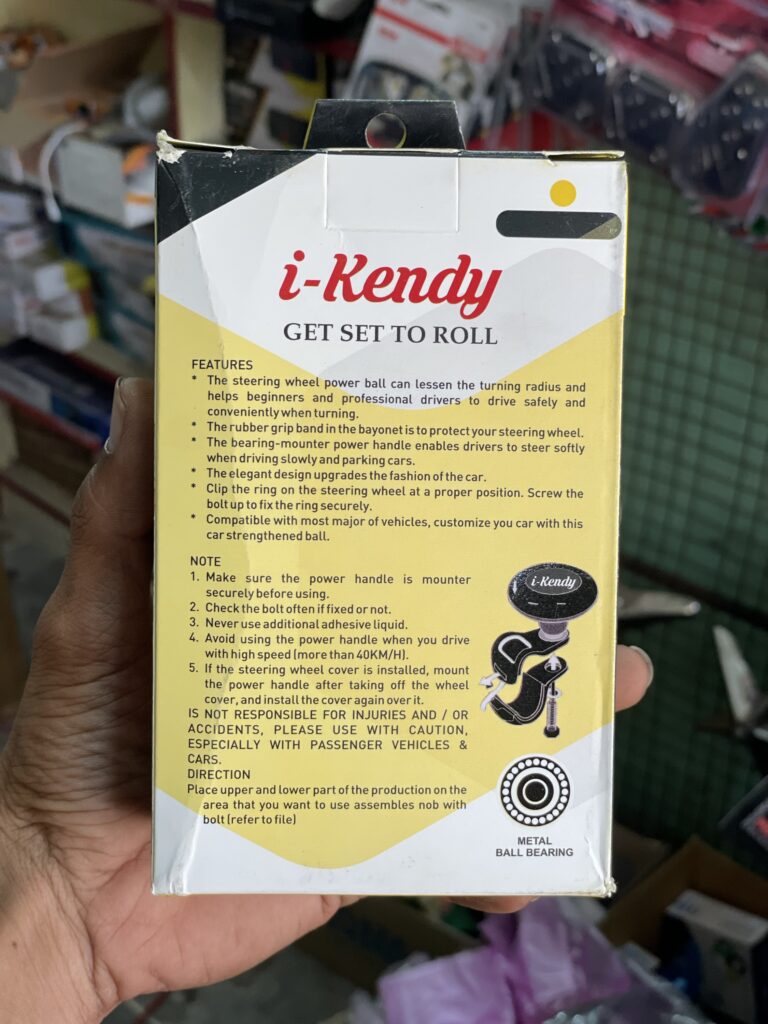 i-Kendy
GET SET TO ROLL
FEATURES
* The steering wheel power ball can lessen the turning radius and
helps beginners and professional drivers to drive safely and
conveniently when turning.
* The rubber grip band in the bayonet is to protect your steering wheel.
* The bearing-mounter power handle enables drivers to steer softly
when driving slowly and parking cars.
* The elegant design upgrades the fashion of the car.
* Clip the ring on the steering wheel at a proper position. Screw the
bolt up to fix the ring securely.
* Compatible with most major of vehicles, customize you car with this
car strengthened ball.
NOTE
1. Make sure the power handle is mounter
securely before using.
2. Check the bolt often if fixed or not.
3. Never use additional adhesive liquid.
4. Avoid using the power handle when you drive
with high speed (more than 40KM/H).
5. If the steering wheel cover is installed, mount
the power handle after taking off the wheel
cover, and install the cover again over it.
IS NOT RESPONSIBLE FOR INJURIES AND / OR
ACCIDENTS, PLEASE USE WITH CAUTION,
ESPECIALLY WITH PASSENGER VEHICLES &
CARS.
DIRECTION
Place upper and lower part of the production on the
area that you want to use assembles nob with
bolt (refer to file)
i-Kendy
METAL
BALL BEARING